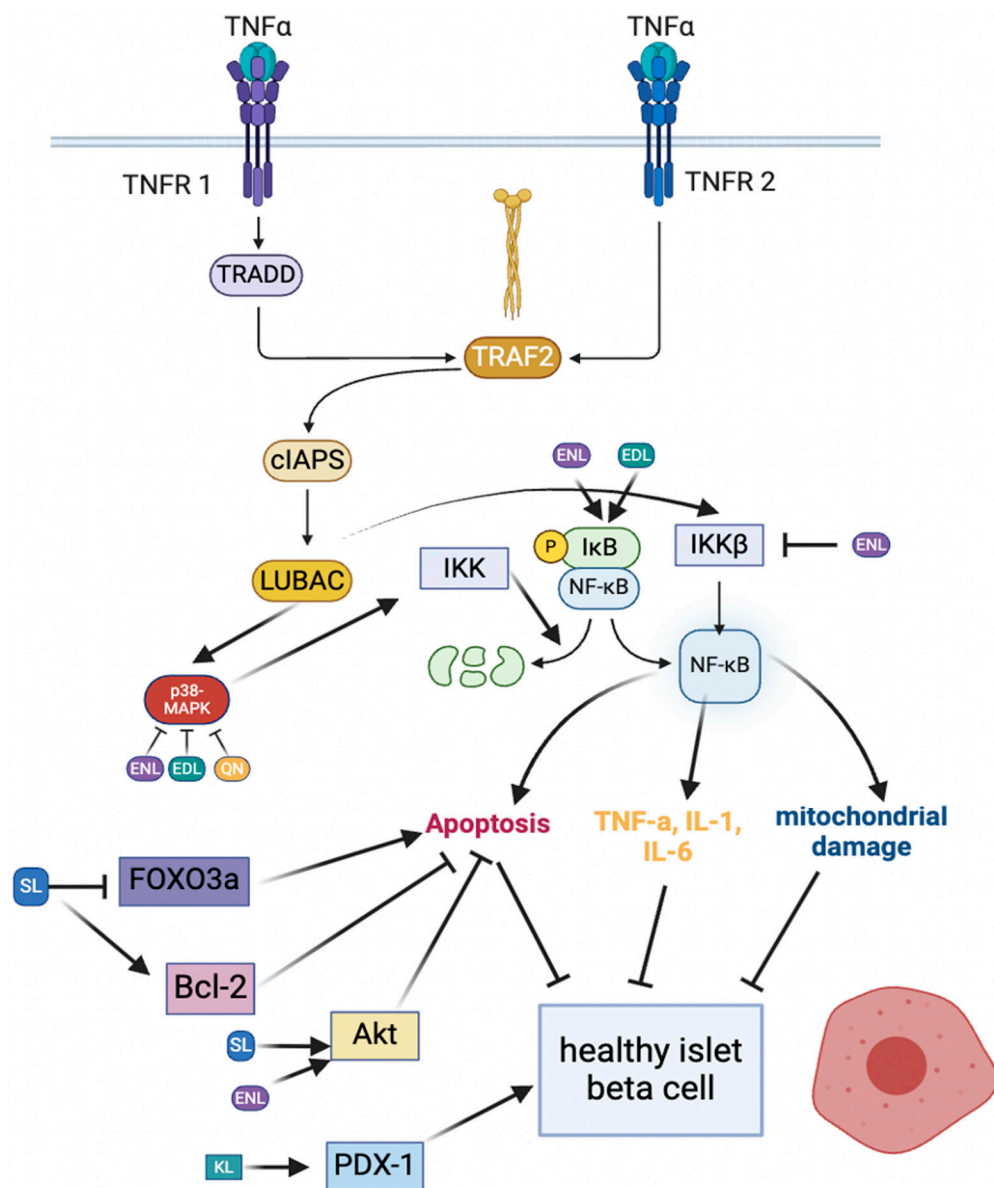 TNFα
TNFα
TNFR 1
TNFR 2
TRADD
TRAF2
cIAPS
ENL
EDL
P
IκB
IKKβ
ENL
IKK
NF-κB
LUBAC
NF-κB
p38-
MAPK
ENL
EDL
QN
Apoptosis
TNF-a, IL-1,
IL-6
mitochondrial
damage
SL
FOXO3a
Bcl-2
SL
Akt
ENL
healthy islet
beta cell
KL
PDX-1